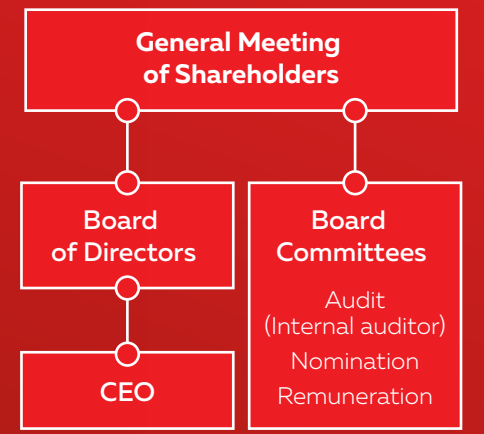 General Meeting
of Shareholders
Board
of Directors
CEO
Board
Committees
Audit
(Internal auditor)
Nomination
Remuneration